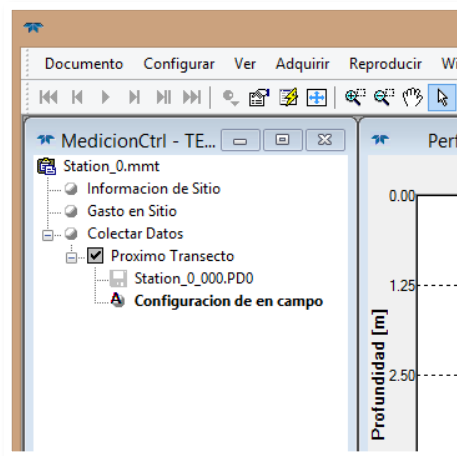 Documento Configurar Ver Adquirir Reproducir
MedicionCtrl - TE...
Station_0.mmt
Informacion de Sitio
Gasto en Sitio
Colectar Datos
Proximo Transecto
Station_0_000.PD0
Configuracion de en campo
Perf
0.00
1.25
2.50
Profundidad [m]